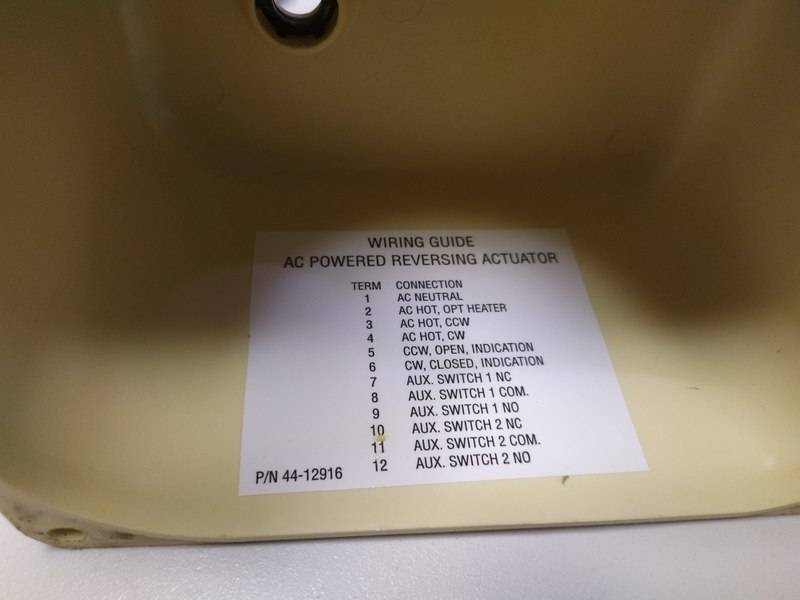 WIRING GUIDE
AC POWERED REVERSING ACTUATOR
TERM CONNECTION
1 AC NEUTRAL
2 AC HOT, OPT HEATER
3 AC HOT, CCW
4 AC HOT, CW
5 CCW, OPEN, INDICATION
6 CW, CLOSED, INDICATION
7 AUX. SWITCH 1 NC
8 AUX. SWITCH 1 COM.
9 AUX. SWITCH 1 NO
10 AUX. SWITCH 2 NC
11 AUX. SWITCH 2 COM.
12 AUX. SWITCH 2 NO
P/N 44-12916